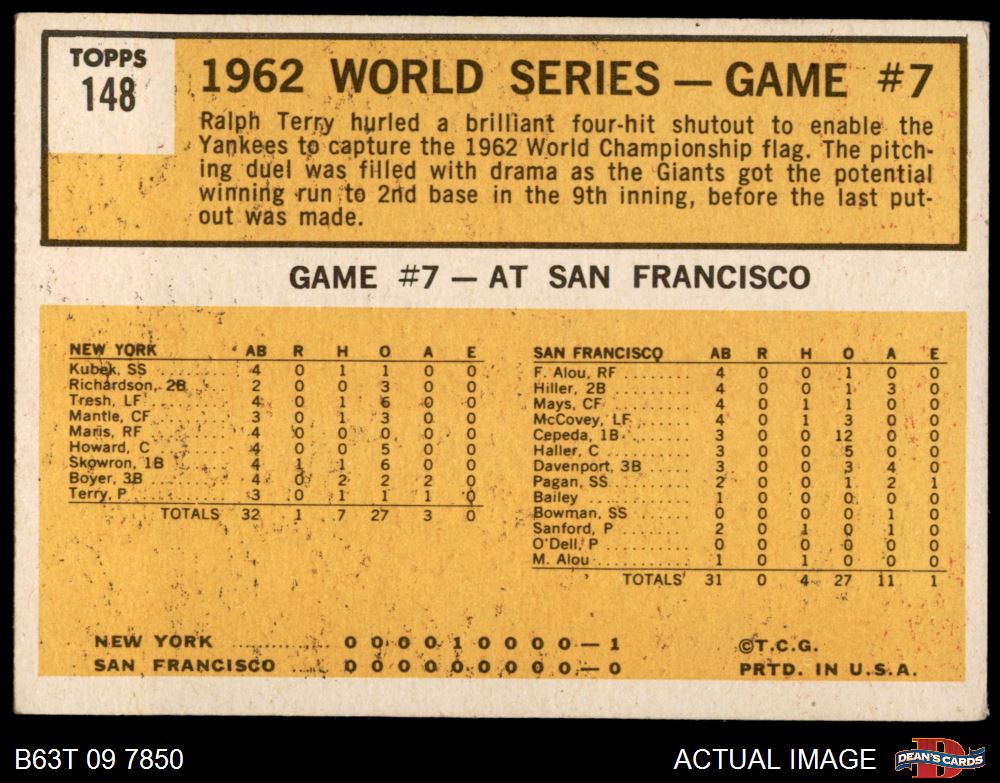 TOPPS
148
1962 WORLD SERIES — GAME #7
Ralph Terry hurled a brilliant four-hit shutout to enable the
Yankees to capture the 1962 World Championship flag. The pitch-
ing duel was filled with drama as the Giants got the potential
winning run to 2nd base in the 9th inning, before the last put-
out was made.
GAME #7 — AT SAN FRANCISCO
NEW YORK AB R H O A E
Kubek, SS 4 0 1 1 0 0
Richardson, 2B 2 0 0 3 0 0
Tresh, LF 4 0 1 6 0 0
Mantle, CF 3 0 1 3 0 0
Maris, RF 4 0 0 0 0 0
Howard, C 4 0 0 5 0 0
Skowron, 1B 4 1 1 6 0 0
Boyer, 3B 4 0 2 2 2 0
Terry, P 3 0 1 1 1 0
TOTALS 32 1 7 27 3 0
SAN FRANCISCO AB R H O A E
F. Alou, RF 4 0 0 1 0 0
Hiller, 2B 4 0 0 1 3 0
Mays, CF 4 0 1 1 0 0
McCovey, LF 4 0 1 3 0 0
Cepeda, 1B 3 0 0 12 0 0
Haller, C 3 0 0 5 0 0
Davenport, 3B 3 0 0 3 4 0
Pagan, SS 2 0 0 1 2 1
Bailey 1 0 0 0 0 0
Bowman, SS 0 0 0 0 1 0
Sanford, P 2 0 1 0 1 0
O'Dell, P 0 0 0 0 0 0
M. Alou 1 0 1 0 0 0
TOTALS 31 0 4 27 11 1
NEW YORK 0 0 0 0 1 0 0 0 0 — 1
SAN FRANCISCO 0 0 0 0 0 0 0 0 0 — 0
©T.C.G.
PRTD. IN U.S.A.
B63T 09 7850
ACTUAL IMAGE
D
DEAN'S CARDS